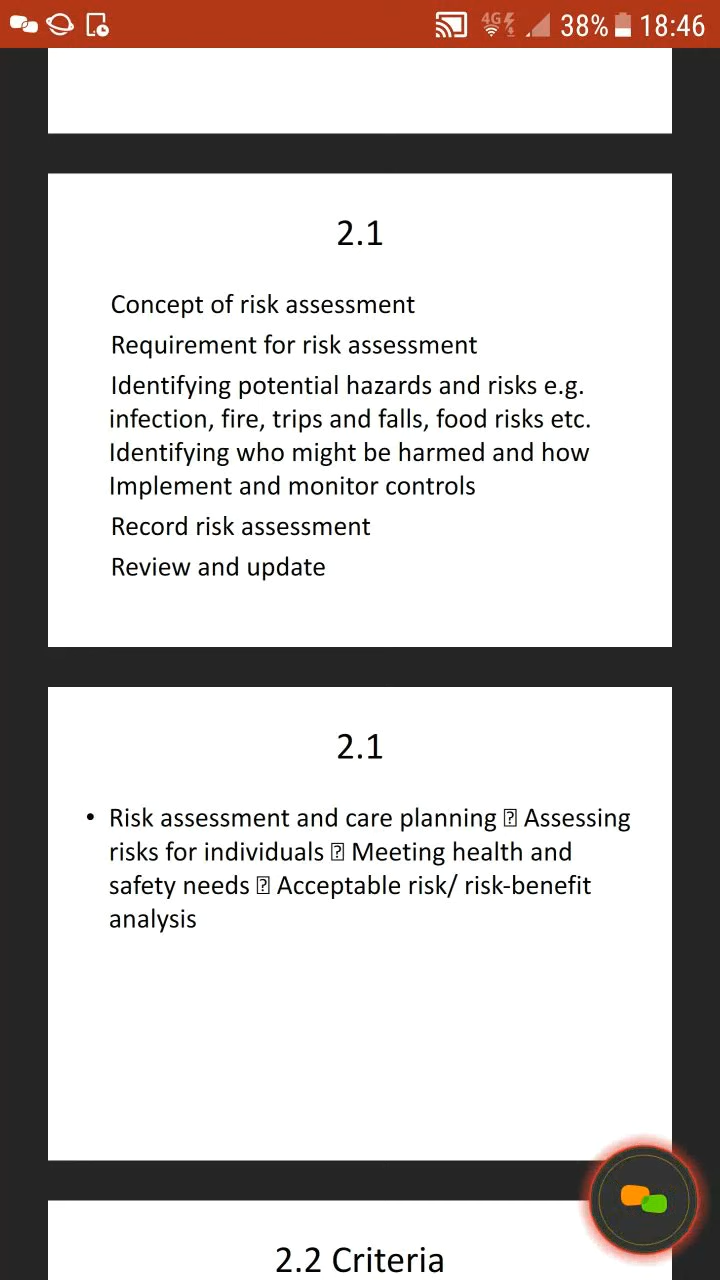 4G 38% 18:46
2.1
Concept of risk assessment
Requirement for risk assessment
Identifying potential hazards and risks e.g.
infection, fire, trips and falls, food risks etc.
Identifying who might be harmed and how
Implement and monitor controls
Record risk assessment
Review and update
2.1
• Risk assessment and care planning ⍰ Assessing
risks for individuals ⍰ Meeting health and
safety needs ⍰ Acceptable risk/ risk-benefit
analysis
2.2 Criteria